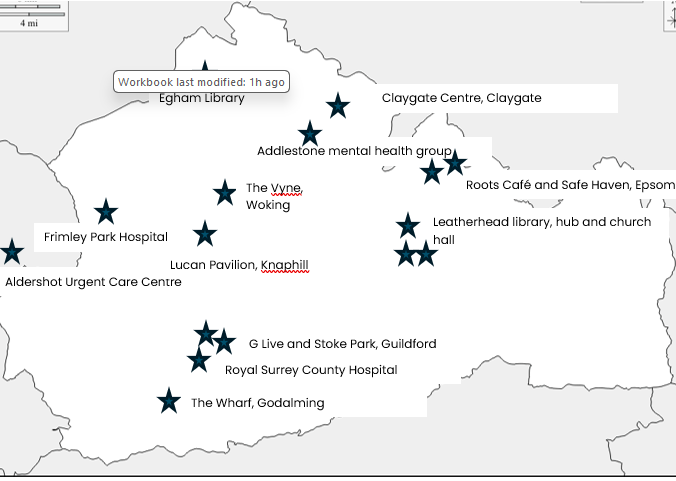 4 mi
Workbook last modified: 1h ago
Egham Library
Claygate Centre, Claygate
Addlestone mental health group
Roots Café and Safe Haven, Epsom
The Vyne,
Woking
Leatherhead library, hub and church
hall
Frimley Park Hospital
Lucan Pavilion, Knaphill
Aldershot Urgent Care Centre
G Live and Stoke Park, Guildford
Royal Surrey County Hospital
The Wharf, Godalming